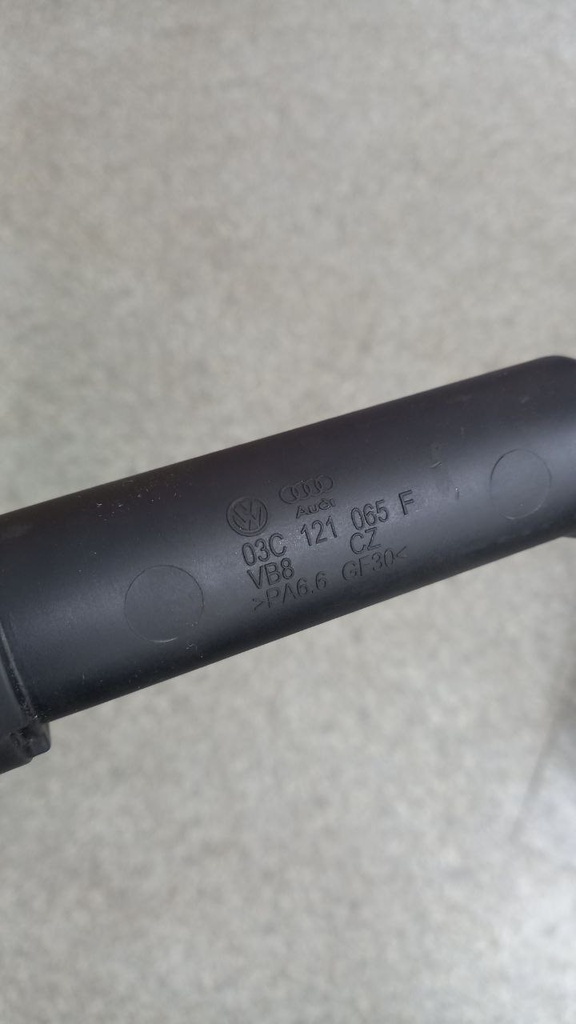 Audi
03C 121 065 F
VB8 CZ
>PA6.6 GF30<